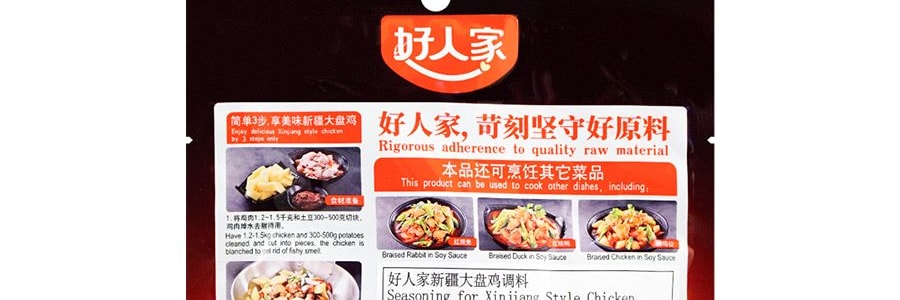 好人家
简单3步,享美味新疆大盘鸡
Enjoy delicious Xinjiang style chicken
by 3 steps only
食材准备
1.将鸡肉1.2-1.5千克和土豆300-500克切块,
鸡肉焯水去腥待用。
Have 1.2-1.5kg chicken and 300-500g potatoes
cleaned and cut into pieces, the chicken is
blanched to get rid of fishy smell.
好人家,苛刻坚守好原料
Rigorous adherence to quality raw material
本品还可烹饪其它菜品
This product can be used to cook other dishes, including:
红烧兔
红烧鸭
Braised Rabbit in Soy Sauce
Braised Duck in Soy Sauce
Braised Chicken in Soy Sauce
好人家新疆大盘鸡调料
Seasoning for Xinjiang Style Chicken